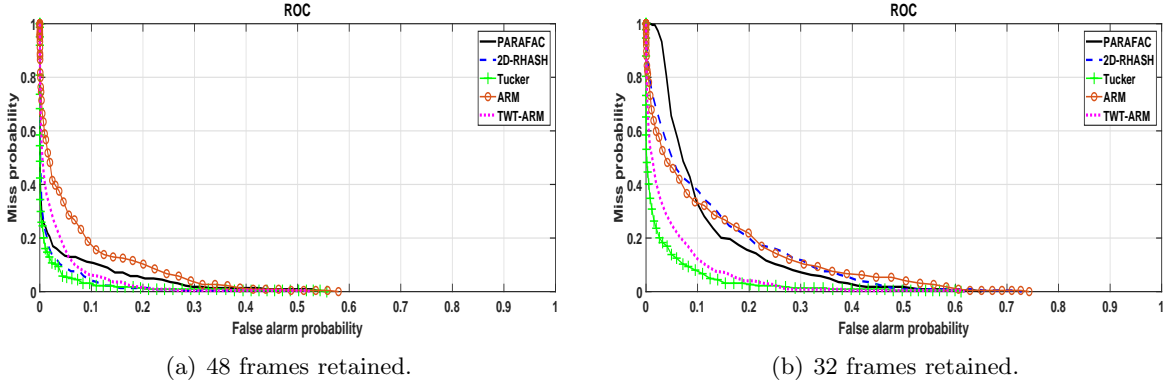 ROC
1
0.8
0.6
0.4
0.2
0
Miss probability
0 0.1 0.2 0.3 0.4 0.5 0.6 0.7 0.8 0.9 1
False alarm probability
PARAFAC
2D-RHASH
Tucker
ARM
TWT-ARM
(a) 48 frames retained.
ROC
1
0.8
0.6
0.4
0.2
0
Miss probability
0 0.1 0.2 0.3 0.4 0.5 0.6 0.7 0.8 0.9 1
False alarm probability
PARAFAC
2D-RHASH
Tucker
ARM
TWT-ARM
(b) 32 frames retained.